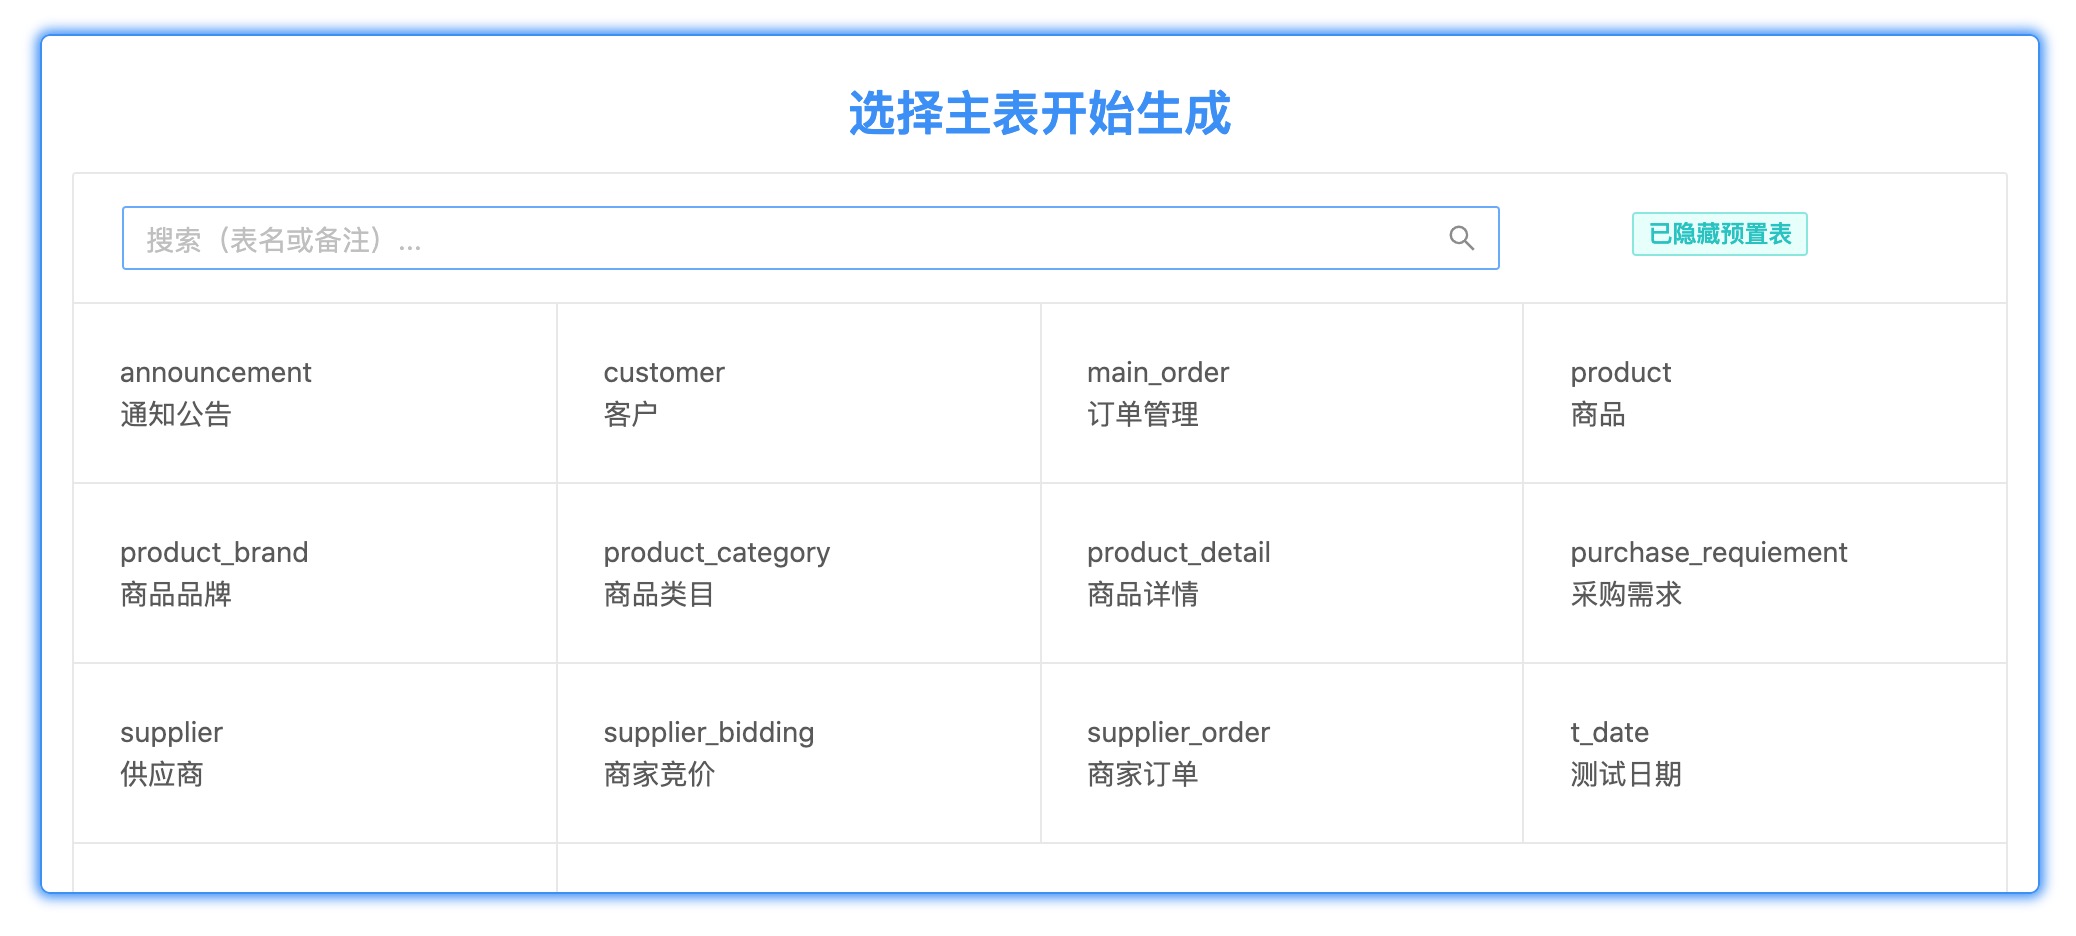 选择主表开始生成
搜索（表名或备注）...
已隐藏预置表
announcement
通知公告
customer
客户
main_order
订单管理
product
商品
product_brand
商品品牌
product_category
商品类目
product_detail
商品详情
purchase_requiement
采购需求
supplier
供应商
supplier_bidding
商家竞价
supplier_order
商家订单
t_date
测试日期